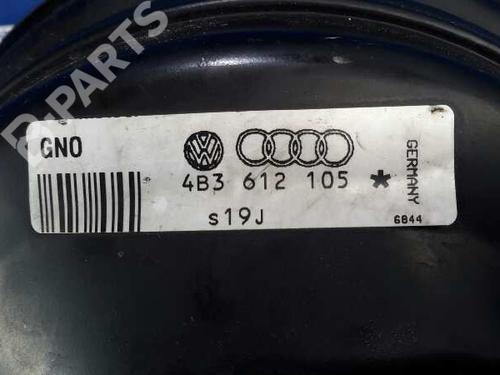 B-PARTS
GNO
4B3 612 105 *
s19J
GERMANY
6844